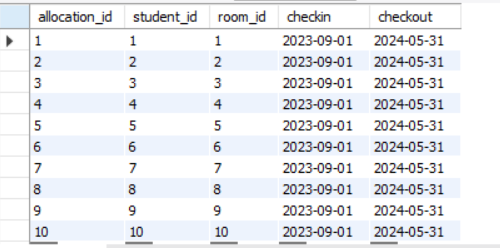 allocation_id student_id room_id checkin checkout
1 1 1 2023-09-01 2024-05-31
2 2 2 2023-09-01 2024-05-31
3 3 3 2023-09-01 2024-05-31
4 4 4 2023-09-01 2024-05-31
5 5 5 2023-09-01 2024-05-31
6 6 6 2023-09-01 2024-05-31
7 7 7 2023-09-01 2024-05-31
8 8 8 2023-09-01 2024-05-31
9 9 9 2023-09-01 2024-05-31
10 10 10 2023-09-01 2024-05-31